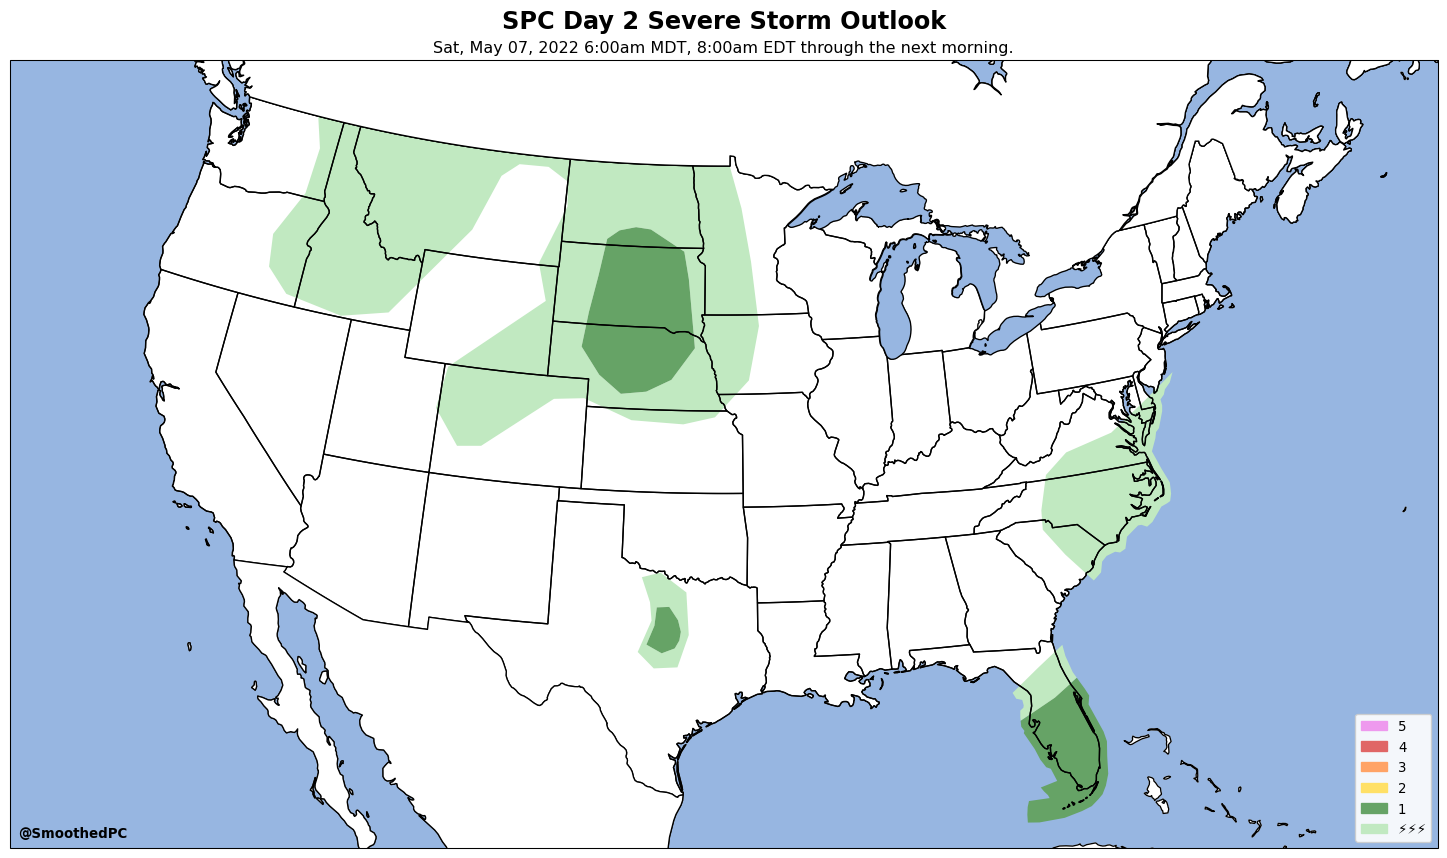 SPC Day 2 Severe Storm Outlook
Sat, May 07, 2022 6:00am MDT, 8:00am EDT through the next morning.
5
4
3
2
1
⚡⚡⚡
@SmoothedPC